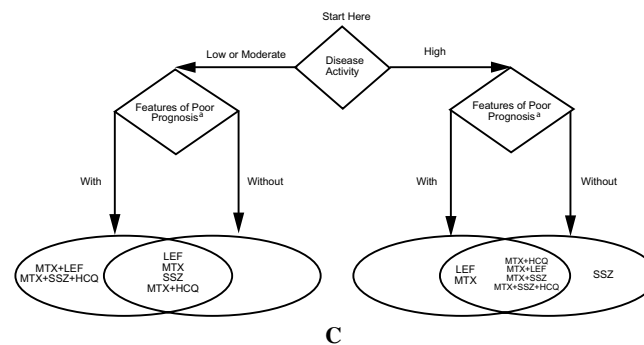 Start Here
Low or Moderate
Disease
Activity
High
Features of Poor
Prognosisª
Features of Poor
Prognosisª
With
Without
With
Without
MTX+LEF
MTX+SSZ+HCQ
LEF
MTX
SSZ
MTX+HCQ
LEF
MTX
MTX+HCQ
MTX+LEF
MTX+SSZ
MTX+SSZ+HCQ
SSZ
C